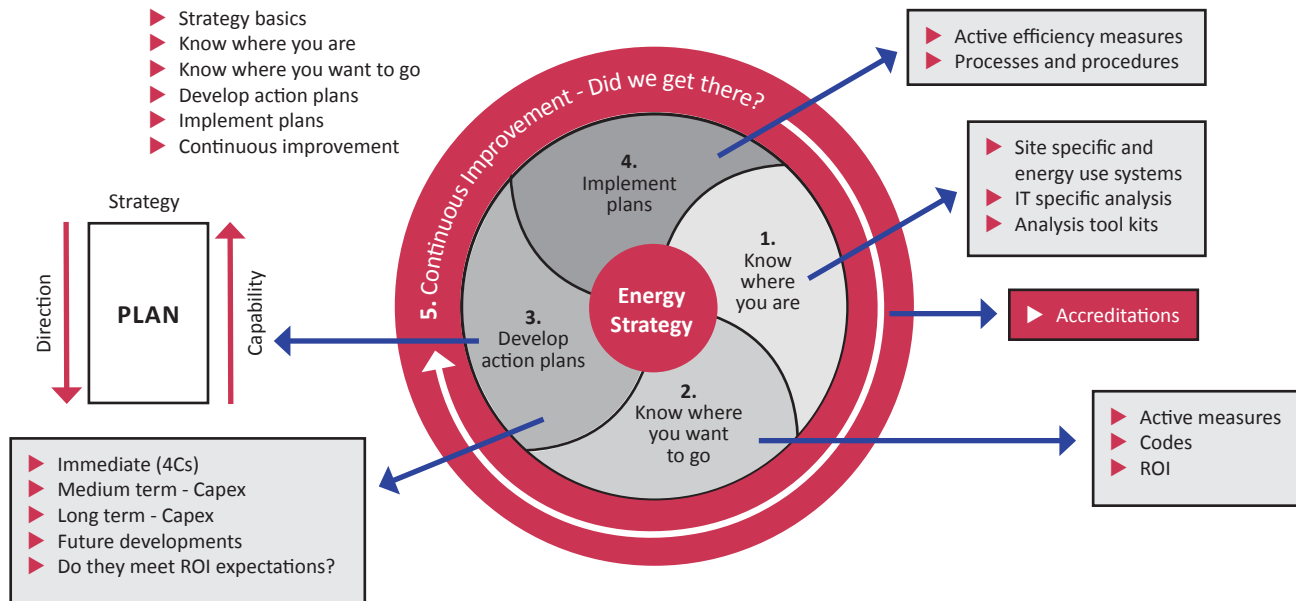 Strategy basics
Know where you are
Know where you want to go
Develop action plans
Implement plans
Continuous improvement
Active efficiency measures
Processes and procedures
Site specific and
energy use systems
IT specific analysis
Analysis tool kits
Accreditations
Active measures
Codes
ROI
5. Continuous Improvement - Did we get there?
4.
Implement
plans
1.
Know
where
you are
Energy
Strategy
3.
Develop
action plans
2.
Know where
you want
to go
Strategy
Direction
PLAN
Capability
Immediate (4Cs)
Medium term - Capex
Long term - Capex
Future developments
Do they meet ROI expectations?